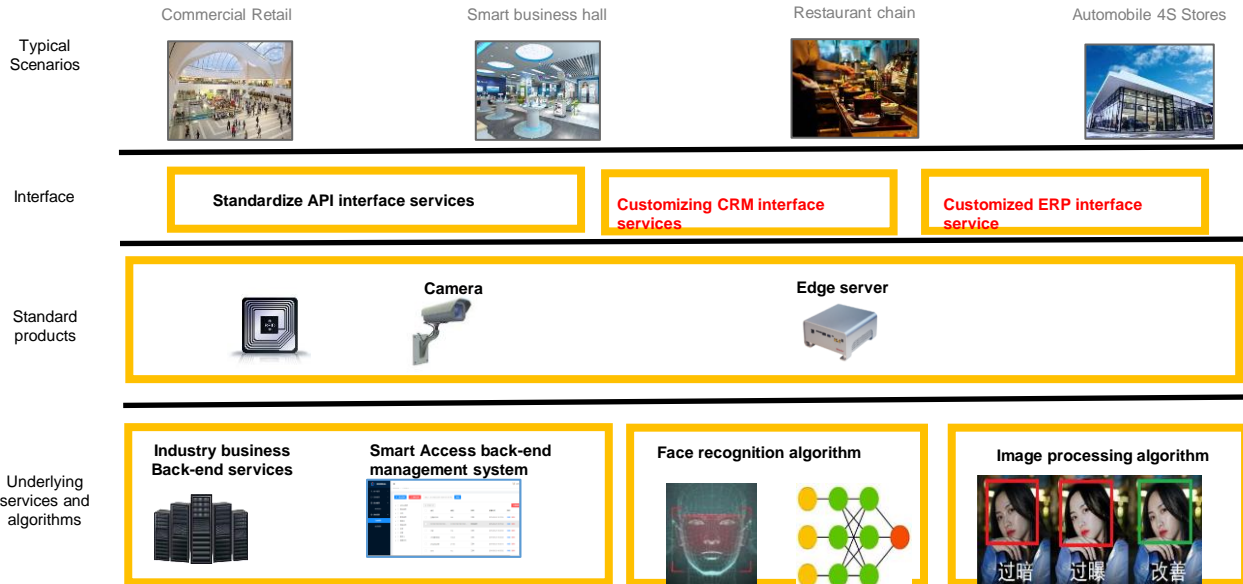 Commercial Retail
Smart business hall
Restaurant chain
Automobile 4S Stores
Typical
Scenarios
Interface
Standardize API interface services
Customizing CRM interface
services
Customized ERP interface
service
Standard
products
Camera
Edge server
Underlying
services and
algorithms
Industry business
Back-end services
Smart Access back-end
management system
Face recognition algorithm
Image processing algorithm
过暗
过曝
改善